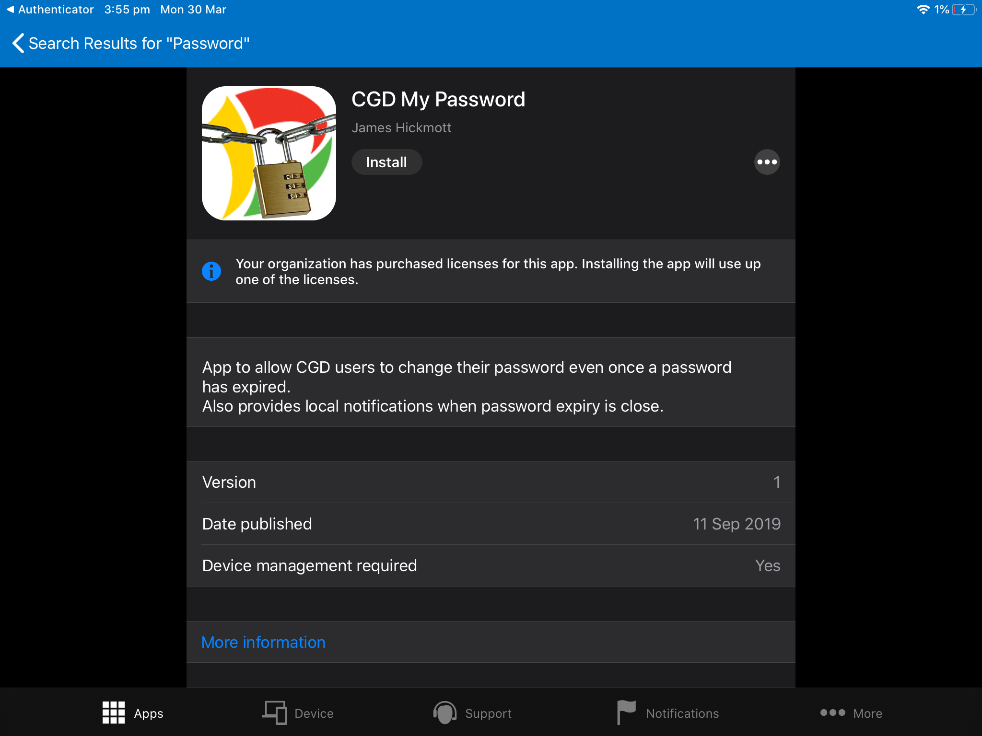 ◀ Authenticator 3:55 pm Mon 30 Mar 1%
Search Results for "Password"
CGD My Password
James Hickmott
Install
Your organization has purchased licenses for this app. Installing the app will use up
one of the licenses.
App to allow CGD users to change their password even once a password
has expired.
Also provides local notifications when password expiry is close.
Version 1
Date published 11 Sep 2019
Device management required Yes
More information
Apps Device Support Notifications More